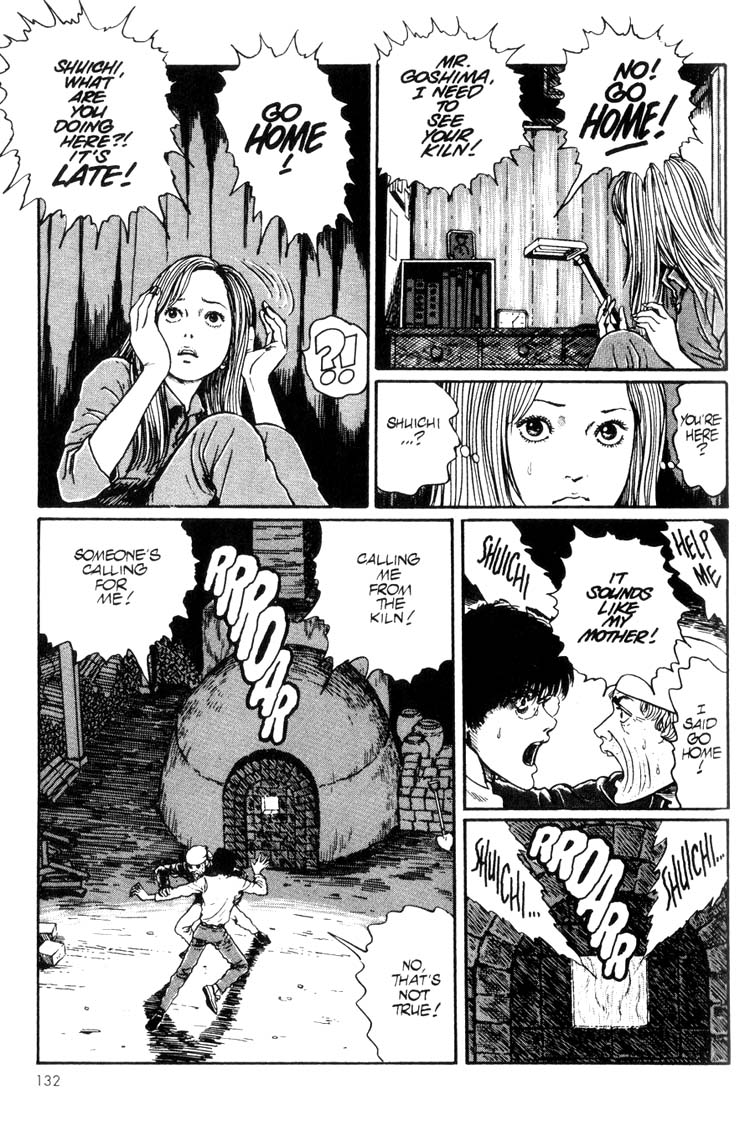 NO!
GO
HOME!
MR.
GOSHIMA,
I NEED
TO
SEE
YOUR
KILN!
GO
HOME
!
SHUICHI,
WHAT
ARE
YOU
DOING
HERE?!
IT'S
LATE!
?!
YOU'RE
HERE
?
SHUICHI
...?
HELP
ME
IT
SOUNDS
LIKE
MY
MOTHER!
SHUICHI
I
SAID
GO
HOME
!
CALLING
ME
FROM
THE
KILN!
RRRROAR
SOMEONE'S
CALLING
FOR
ME!
NO,
THAT'S
NOT
TRUE!
SHUICHI...
RROARR
SHUICHI...
132